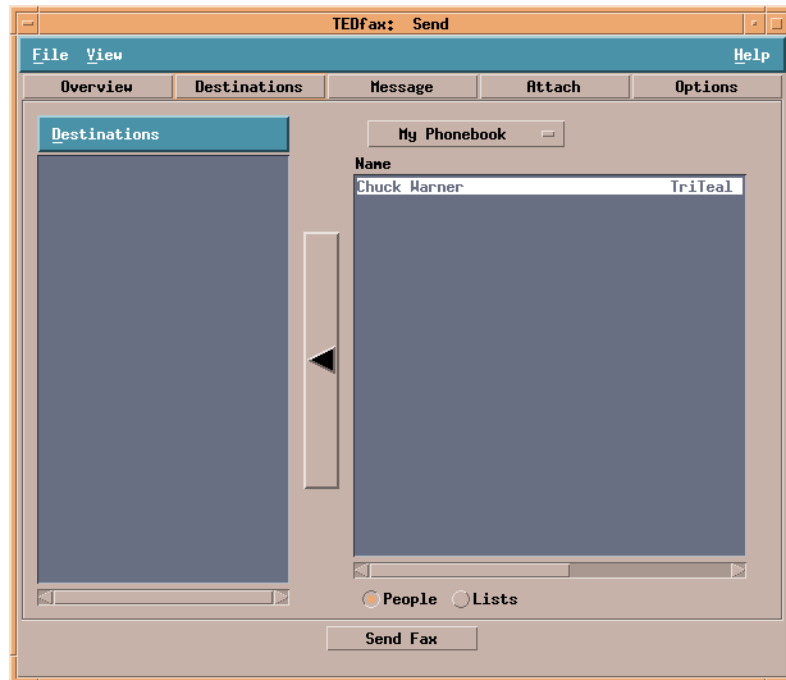 TEDfax: Send
File View Help
Overview Destinations Message Attach Options
Destinations
My Phonebook
Name
Chuck Warner TriTeal
People Lists
Send Fax